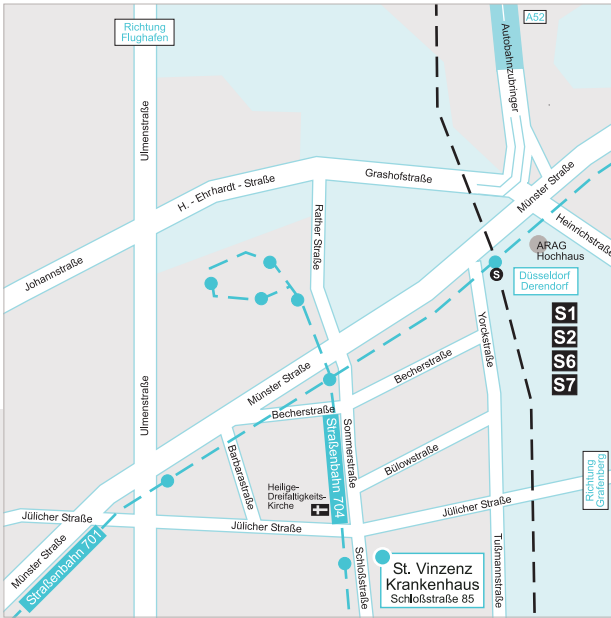 Richtung
Flughafen
A52
Autobahnzubringer
Ulmenstraße
Grashofstraße
H. - Ehrhardt - Straße
Münster Straße
Rather Straße
Heinrichstraße
ARAG
Hochhaus
Johannstraße
S
Düsseldorf
Derendorf
S1
S2
S6
S7
Yorckstraße
Becherstraße
Münster Straße
Ulmenstraße
Becherstraße
Sommerstraße
Straßenbahn 704
Barbarastraße
Bülowstraße
Richtung
Grafenberg
Heilige-
Dreifaltigkeits-
Kirche
Jülicher Straße
Jülicher Straße
Jülicher Straße
Münster Straße
Straßenbahn 701
Schloßstraße
Tußmannstraße
St. Vinzenz
Krankenhaus
Schloßstraße 85